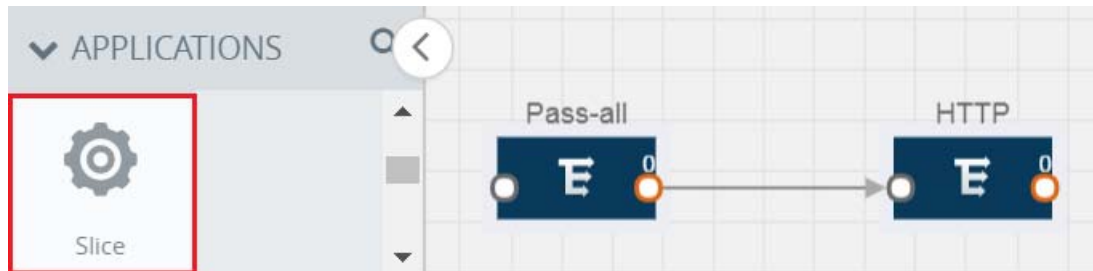 APPLICATIONS
Slice
Pass-all
0
HTTP
0